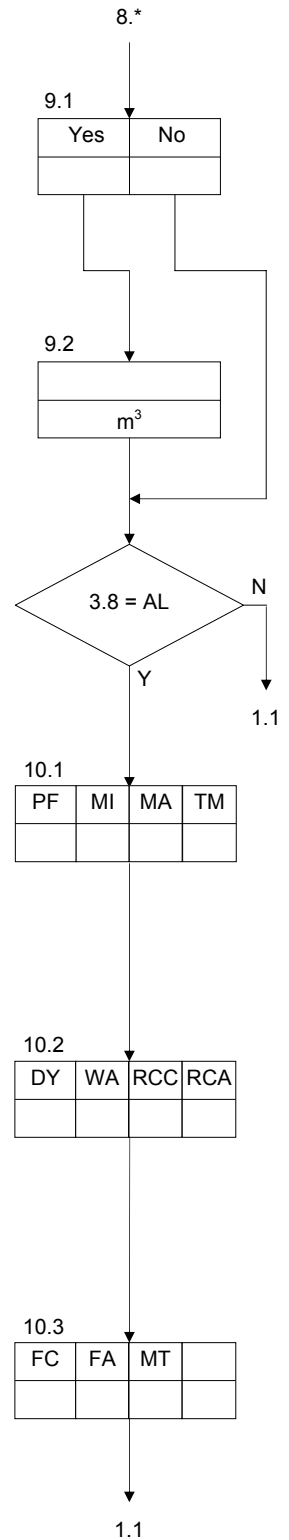 8.*
9.1
Yes No
9.2
m³
3.8 = AL
N
Y
1.1
10.1
PF MI MA TM
10.2
DY WA RCC RCA
10.3
FC FA MT
1.1